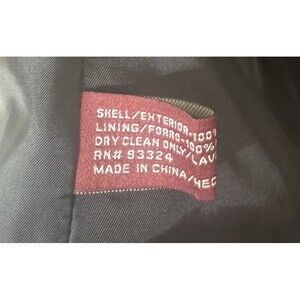 SHELL/EXTERIOR-100%
LINING/FORRO-100%
DRY CLEAN ONLY/LAV
RN# 93324
MADE IN CHINA/HEC